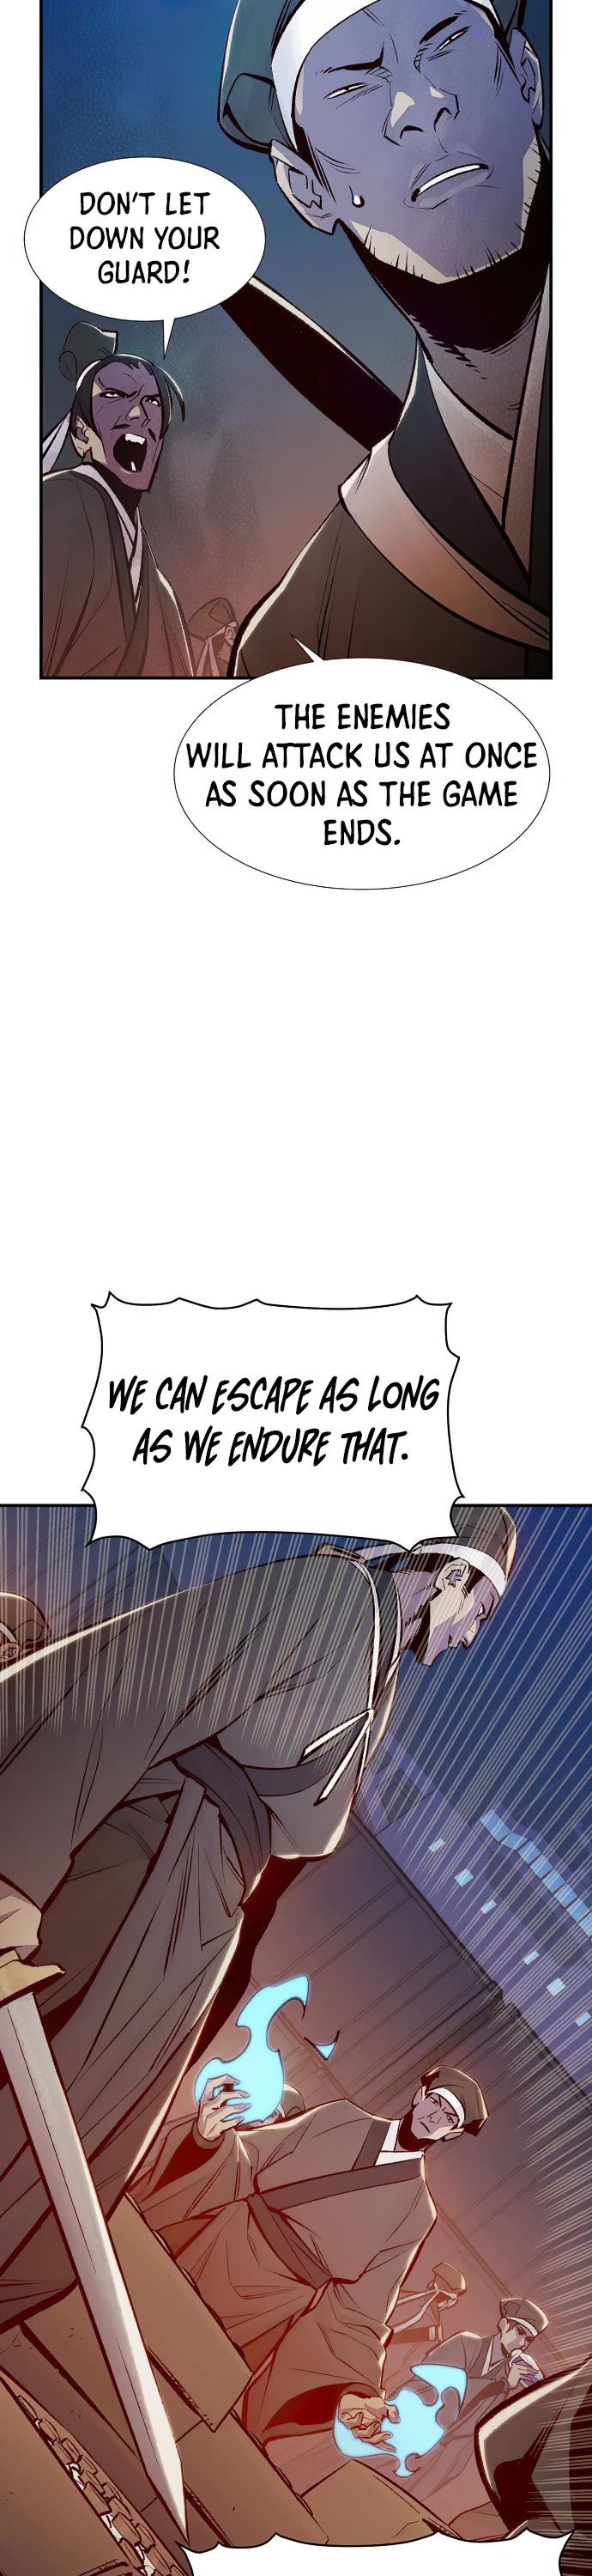 DON'T LET
DOWN YOUR
GUARD!
THE ENEMIES
WILL ATTACK US AT ONCE
AS SOON AS THE GAME
ENDS.
WE CAN ESCAPE AS LONG
AS WE ENDURE THAT.